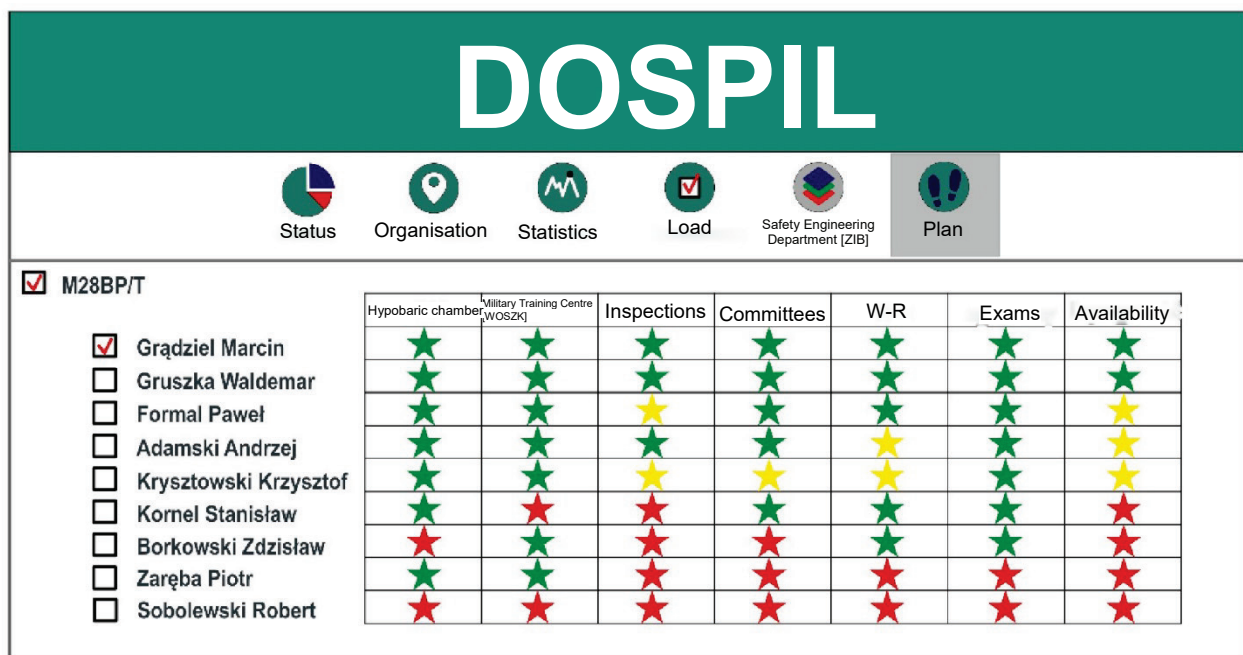 DOSPIL
Status Organisation Statistics Load Safety Engineering
Department [ZIB] Plan
M28BP/T
Hypobaric chamber Military Training Centre
[WOSZK] Inspections Committees W-R Exams Availability
Grądziel Marcin
Gruszka Waldemar
Formal Paweł
Adamski Andrzej
Krysztowski Krzysztof
Kornel Stanisław
Borkowski Zdzisław
Zaręba Piotr
Sobolewski Robert